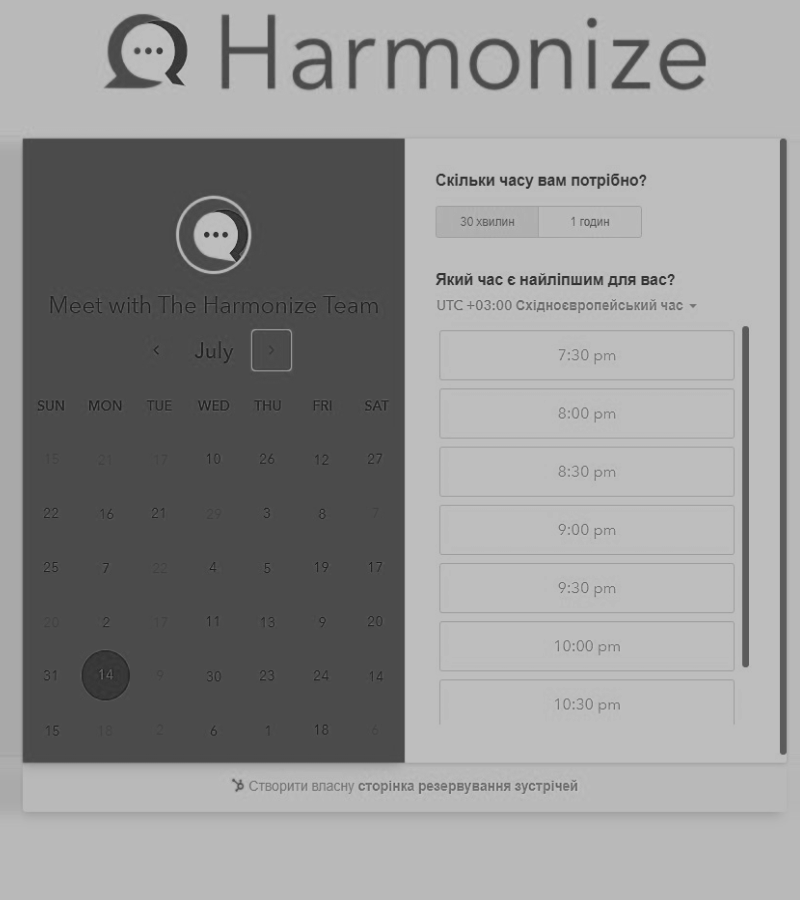 Harmonize
Meet with The Harmonize Team
July
SUN MON TUE WED THU FRI SAT
15 21 17 10 26 12 27
22 16 21 29 3 8 7
25 7 22 4 5 19 17
20 2 17 11 13 9 20
31 14 9 30 23 24 14
15 18 2 6 1 18 6
Скільки часу вам потрібно?
30 хвилин 1 годин
Який час є найліпшим для вас?
UTC +03:00 Східноєвропейський час
7:30 pm
8:00 pm
8:30 pm
9:00 pm
9:30 pm
10:00 pm
10:30 pm
Створити власну сторінка резервування зустрічей